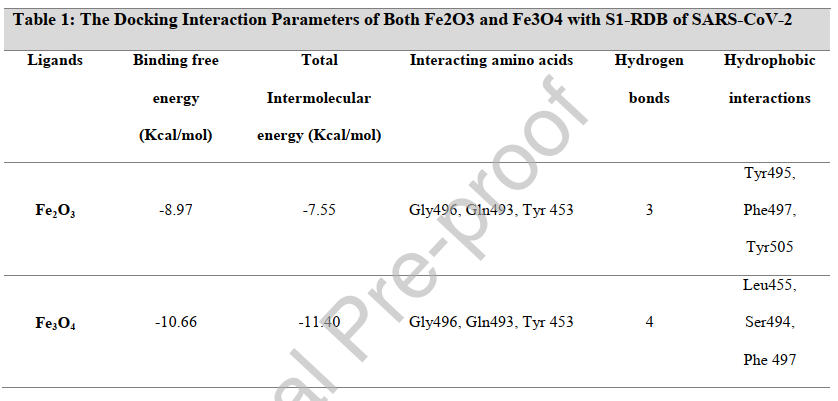 Table 1: The Docking Interaction Parameters of Both Fe2O3 and Fe3O4 with S1-RDB of SARS-CoV-2
Ligands Binding free Total Interacting amino acids Hydrogen Hydrophobic
energy Intermolecular bonds interactions
(Kcal/mol) energy (Kcal/mol)
Tyr495,
Fe₂O₃ -8.97 -7.55 Gly496, Gln493, Tyr 453 3 Phe497,
Tyr505
Leu455,
Fe₃O₄ -10.66 -11.40 Gly496, Gln493, Tyr 453 4 Ser494,
Phe 497
al Pre-proof